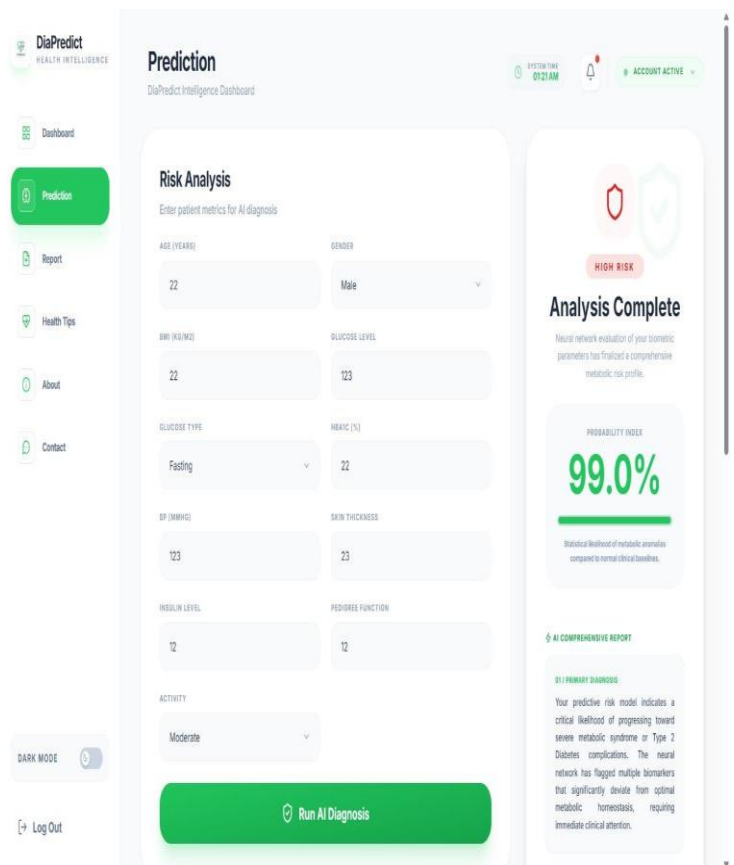 DiaPredict
HEALTH INTELLIGENCE
Dashboard
Prediction
Report
Health Tips
About
Contact
DARK MODE
Log Out
Prediction
DiaPredict Intelligence Dashboard
SYSTEM TIME
01:21 AM
ACCOUNT ACTIVE
Risk Analysis
Enter patient metrics for AI diagnosis
AGE (YEARS)
GENDER
22
Male
BMI (KG/M2)
GLUCOSE LEVEL
22
123
GLUCOSE TYPE
HBA1C (%)
Fasting
22
BP (MMHG)
SKIN THICKNESS
123
23
INSULIN LEVEL
PEDIGREE FUNCTION
12
12
ACTIVITY
Moderate
Run AI Diagnosis
HIGH RISK
Analysis Complete
Neural network evaluation of your biometric
parameters has finalized a comprehensive
metabolic risk profile.
PROBABILITY INDEX
99.0%
Statistical likelihood of metabolic anomalies
compared to normal clinical baselines.
AI COMPREHENSIVE REPORT
01 / PRIMARY DIAGNOSIS
Your predictive risk model indicates a
critical likelihood of progressing toward
severe metabolic syndrome or Type 2
Diabetes complications. The neural
network has flagged multiple biomarkers
that significantly deviate from optimal
metabolic homeostasis, requiring
immediate clinical attention.